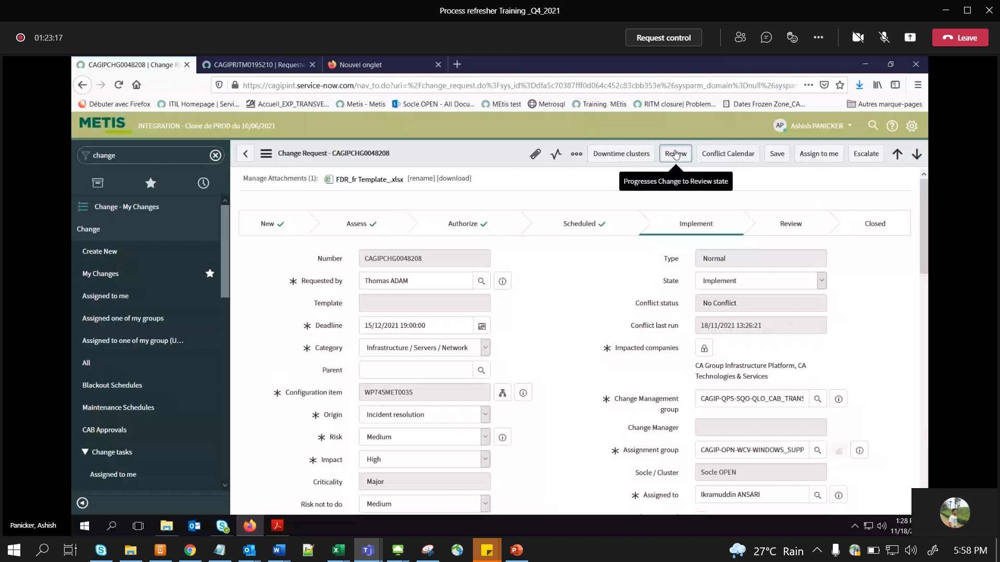 Process refresher Training _Q4_2021
01:23:17
Request control
Leave
CAGIPCHG0048208 | Change R
CAGIPRITM0195210 | Requeste
Nouvel onglet
https://cagipint.service-now.com/nav_to.do?uri=%2Fchange_request.do%3Fsys_id%3Ddfa5c70387fff0d064c452c83cbb353e%26sysparm_domain%3Dnull%26syspar
Débuter avec Firefox
ITIL Homepage | Servi...
Accueil_EXP_TRANSVE...
Metis - Metis
Socle OPEN - All Docu...
MEtis test
Metrosql
Training MEtis
RITM closure| Problem...
Dates Frozen Zone_CA...
Autres marque-pages
METIS
INTEGRATION - Clone de PROD du 10/06/2021
AP
Ashish PANICKER
change
Change Request - CAGIPCHG0048208
Downtime clusters
Conflict Calendar
Save
Assign to me
Escalate
Manage Attachments (1):
FDR_fr Template_.xlsx
[rename] [download]
Progresses Change to Review state
Change - My Changes
Change
Create New
My Changes
Assigned to me
Assigned one of my groups
Assigned to one of my group (U...
All
Blackout Schedules
Maintenance Schedules
CAB Approvals
Change tasks
Assigned to me
New
Assess
Authorize
Scheduled
Implement
Review
Closed
Number
CAGIPCHG0048208
Type
Normal
Requested by
Thomas ADAM
State
Implement
Template
Conflict status
No Conflict
Deadline
15/12/2021 19:00:00
Conflict last run
18/11/2021 13:26:21
Category
Infrastructure / Servers / Network
Impacted companies
CA Group Infrastructure Platform, CA
Technologies & Services
Parent
Configuration item
WP745MET0035
Change Management
group
CAGIP-QPS-SQO-QLO_CAB_TRANS
Origin
Incident resolution
Change Manager
Risk
Medium
Assignment group
CAGIP-OPN-WCV-WINDOWS_SUPP
Impact
High
Socle / Cluster
Socle OPEN
Criticality
Major
Assigned to
Ikramuddin ANSARI
Risk not to do
Medium
Panicker, Ashish
1:28
11/18/2
27°C Rain
5:58 PM